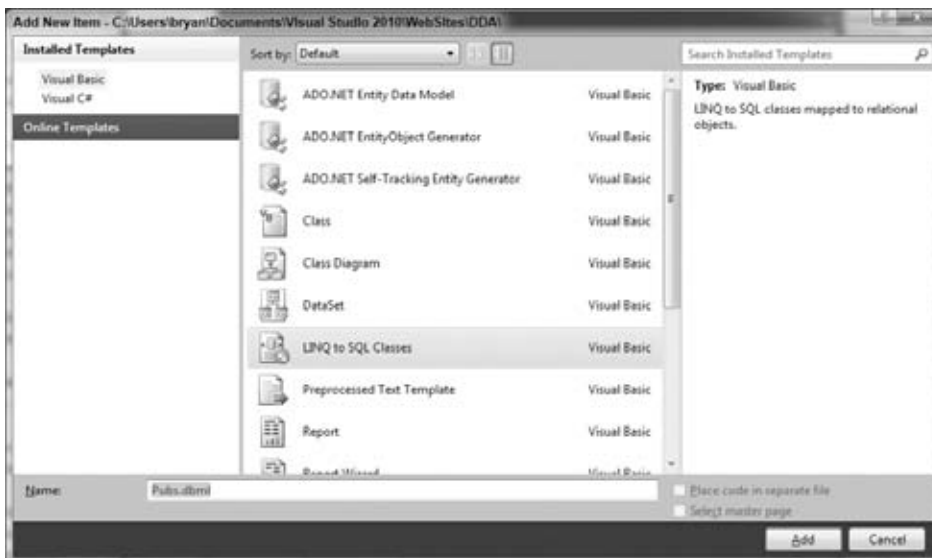 Add New Item - C:\Users\bryan\Documents\Visual Studio 2010\WebSites\DDA\
Installed Templates
Visual Basic
Visual C#
Online Templates
Sort by: Default
Search Installed Templates
ADO.NET Entity Data Model Visual Basic
ADO.NET EntityObject Generator Visual Basic
ADO.NET Self-Tracking Entity Generator Visual Basic
Class Visual Basic
Class Diagram Visual Basic
DataSet Visual Basic
LINQ to SQL Classes Visual Basic
Preprocessed Text Template Visual Basic
Report Visual Basic
Report Wizard Visual Basic
Type: Visual Basic
LINQ to SQL classes mapped to relational
objects.
Name: Pubs.dbml
Place code in separate file
Select master page
Add Cancel